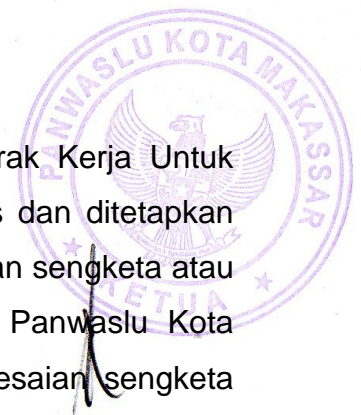 PANWASLU KOTA MAKASSAR
KETUA
rak Kerja Untuk
dan ditetapkan
an sengketa atau
Panwaslu Kota
esaian sengketa